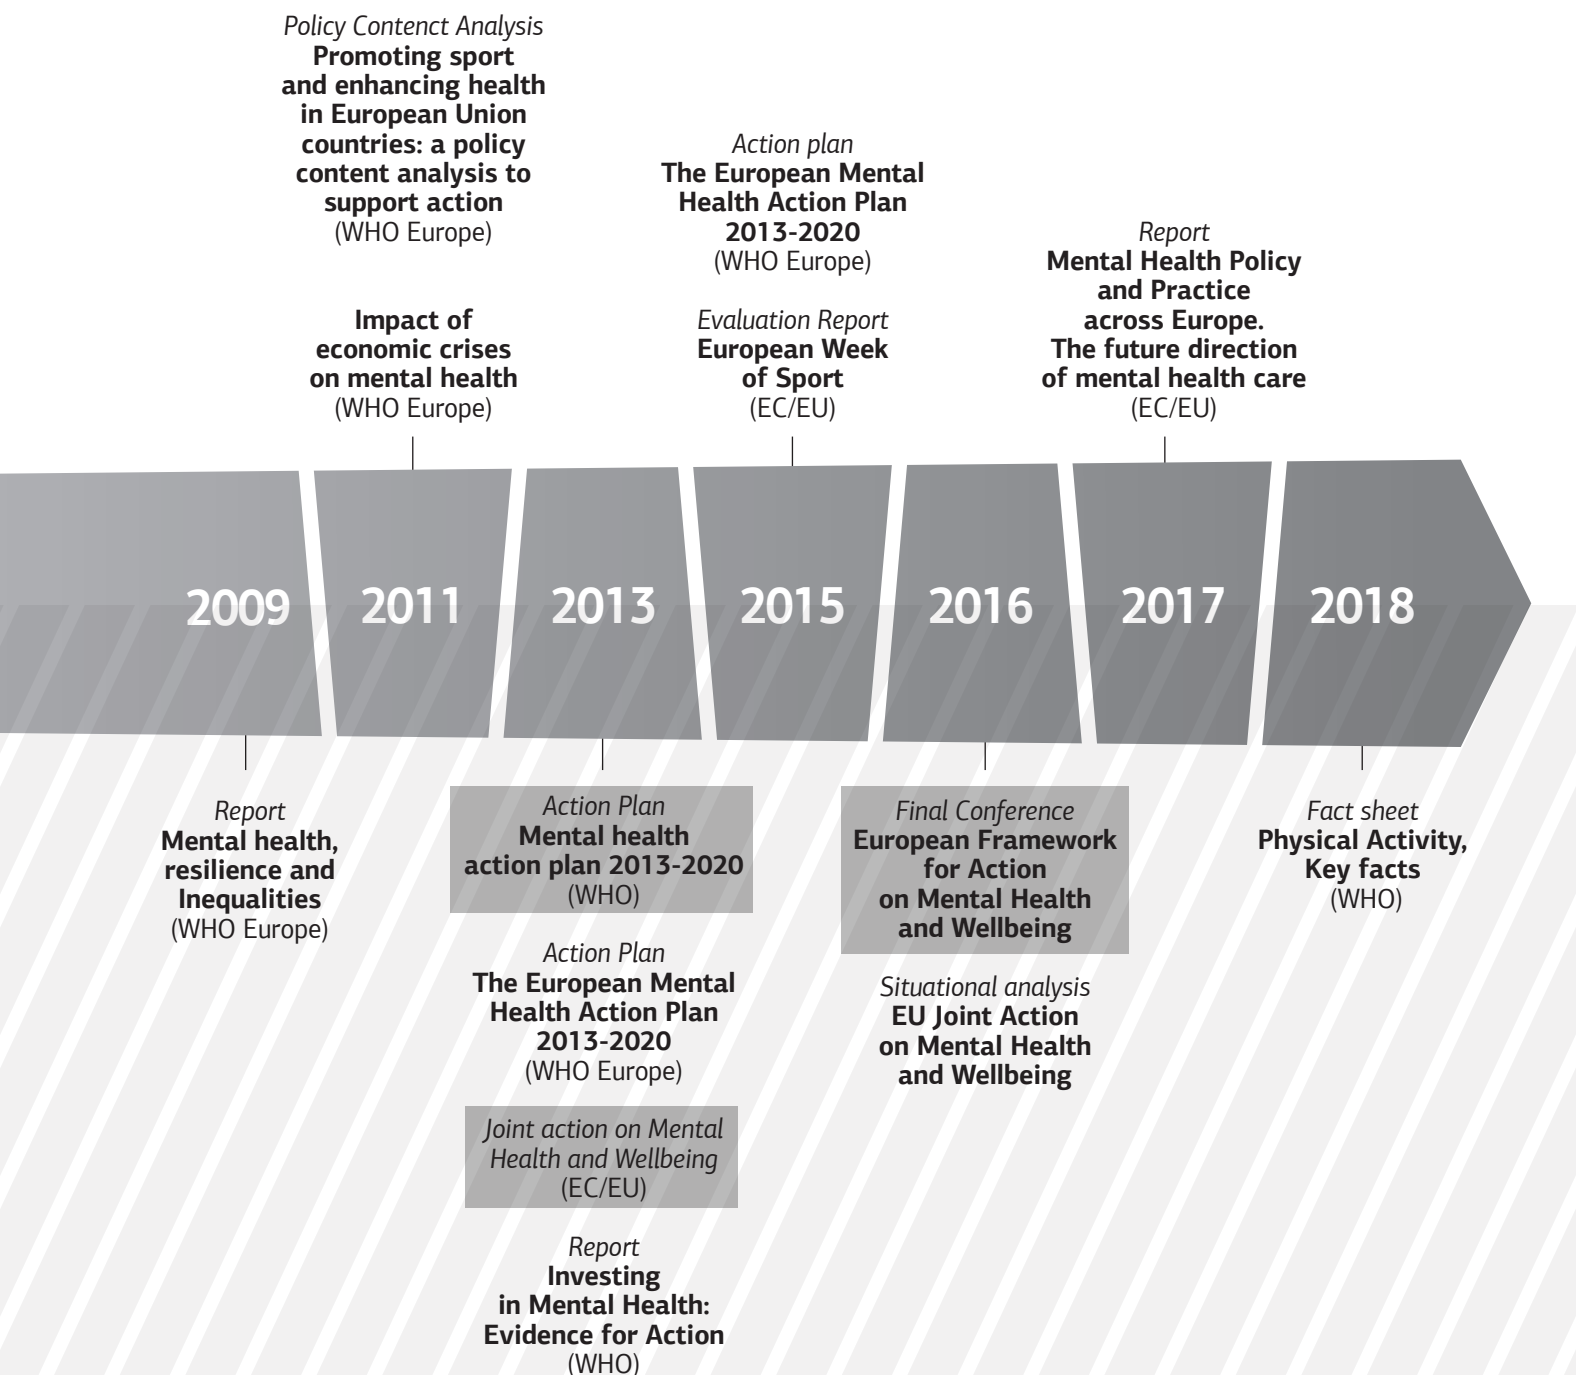 Policy Contenct Analysis
Promoting sport
and enhancing health
in European Union
countries: a policy
content analysis to
support action
(WHO Europe)
Impact of
economic crises
on mental health
(WHO Europe)
Action plan
The European Mental
Health Action Plan
2013-2020
(WHO Europe)
Evaluation Report
European Week
of Sport
(EC/EU)
Report
Mental Health Policy
and Practice
across Europe.
The future direction
of mental health care
(EC/EU)
2009
2011
2013
2015
2016
2017
2018
Report
Mental health,
resilience and
Inequalities
(WHO Europe)
Action Plan
Mental health
action plan 2013-2020
(WHO)
Action Plan
The European Mental
Health Action Plan
2013-2020
(WHO Europe)
Joint action on Mental
Health and Wellbeing
(EC/EU)
Report
Investing
in Mental Health:
Evidence for Action
(WHO)
Final Conference
European Framework
for Action
on Mental Health
and Wellbeing
Situational analysis
EU Joint Action
on Mental Health
and Wellbeing
Fact sheet
Physical Activity,
Key facts
(WHO)